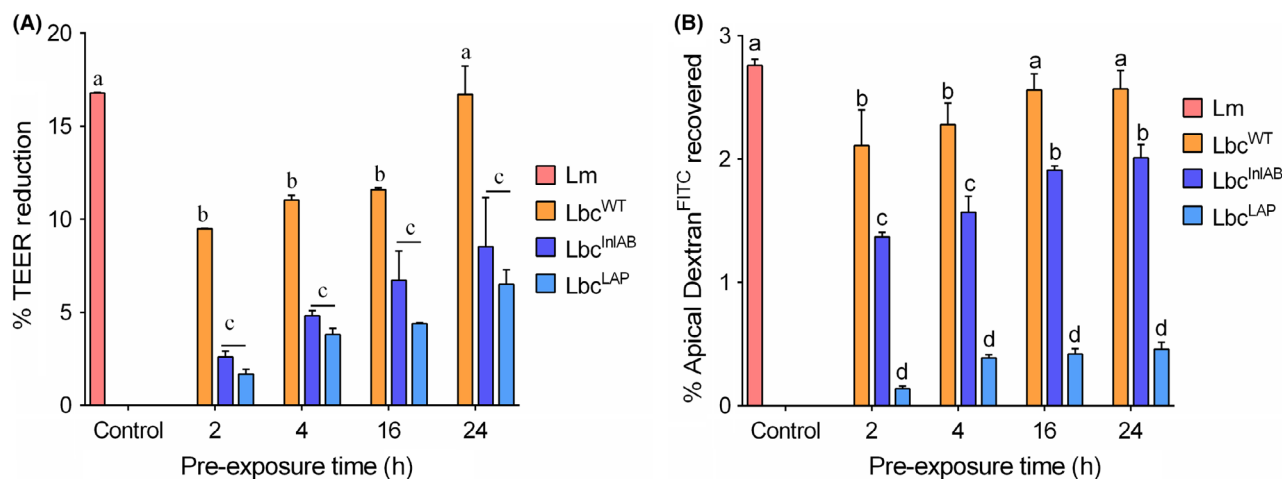 (A)
% TEER reduction
20
15
10
5
0
a
b
c
b
c
b
c
a
c
Control
2
4
16
24
Pre-exposure time (h)
Lm
Lbc^WT
Lbc^InlAB
Lbc^LAP
(B)
% Apical Dextran^FITC recovered
3
2
1
0
a
b
c
d
b
c
d
a
b
d
a
b
d
Control
2
4
16
24
Pre-exposure time (h)
Lm
Lbc^WT
Lbc^InlAB
Lbc^LAP